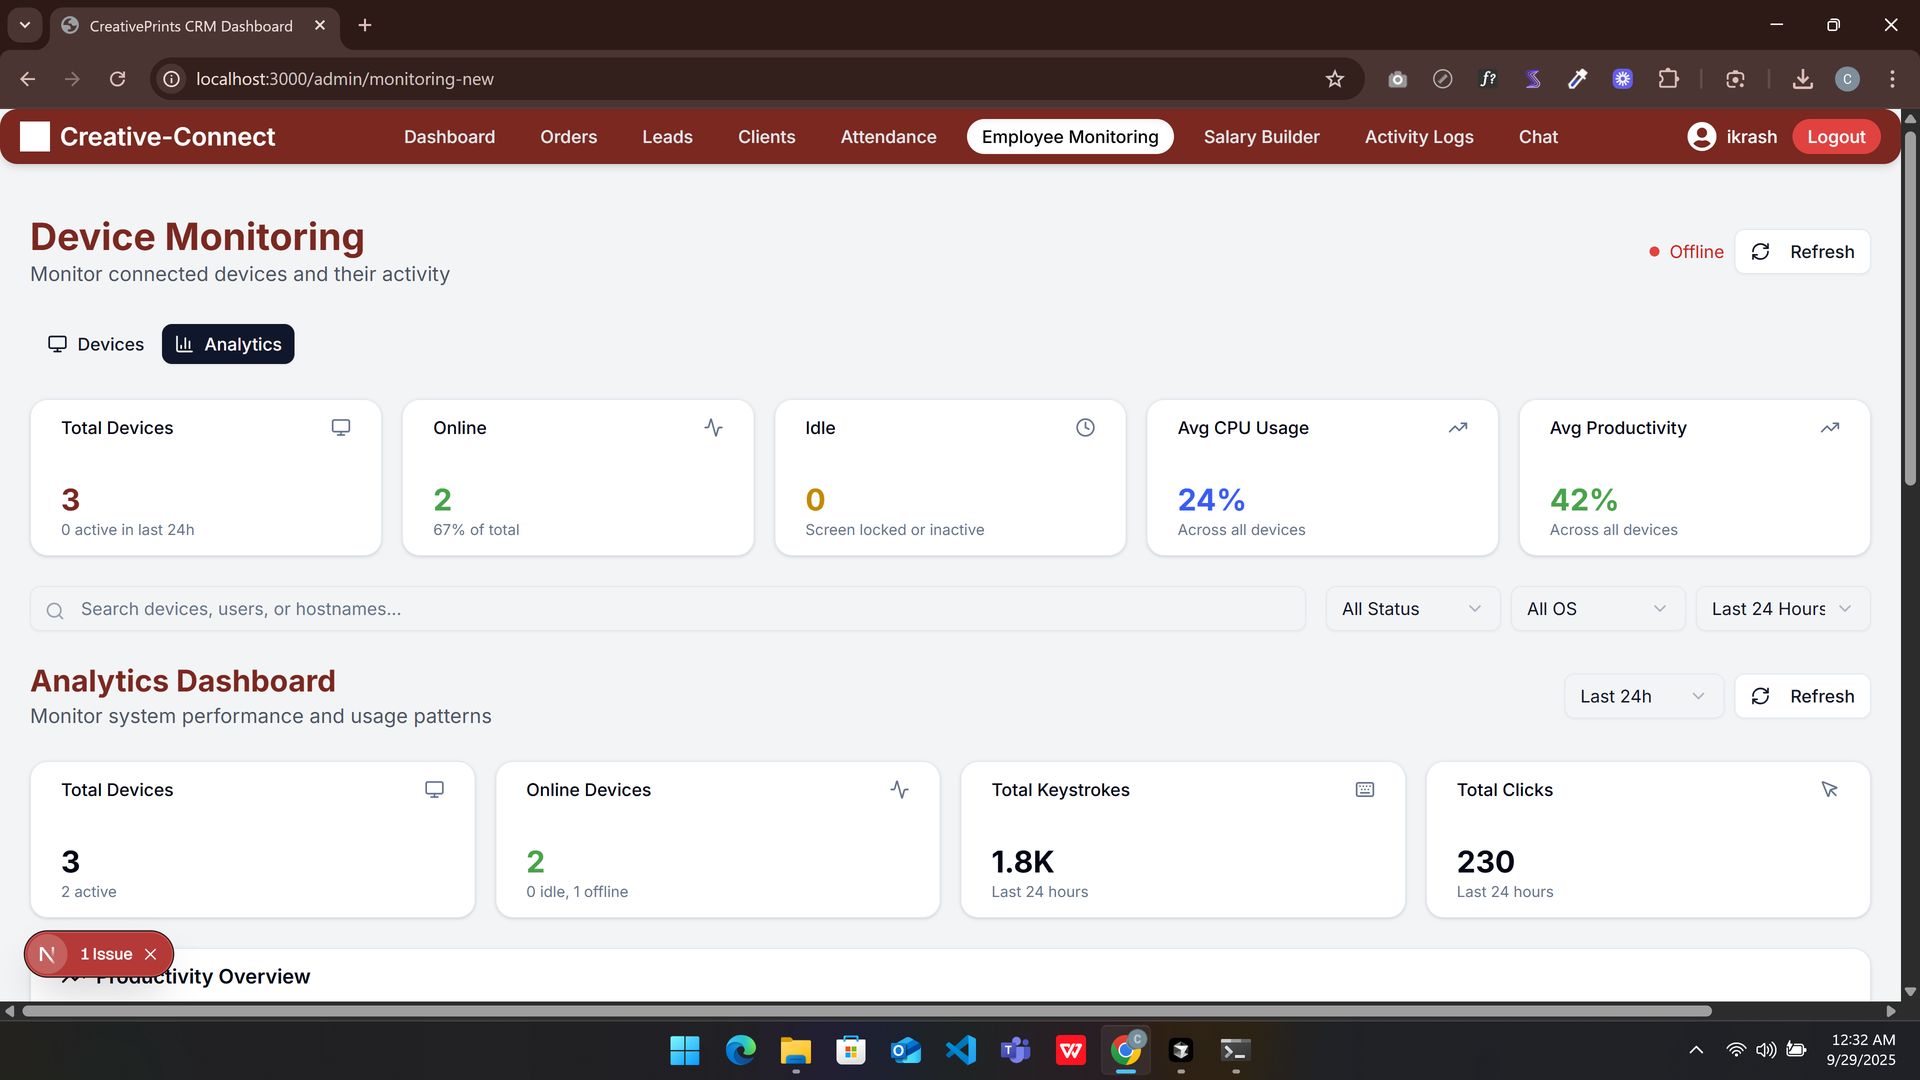 CreativePrints CRM Dashboard
localhost:3000/admin/monitoring-new
f?
C
Creative-Connect
Dashboard
Orders
Leads
Clients
Attendance
Employee Monitoring
Salary Builder
Activity Logs
Chat
ikrash
Logout
Device Monitoring
Monitor connected devices and their activity
Offline
Refresh
Devices
Analytics
Total Devices
3
0 active in last 24h
Online
2
67% of total
Idle
0
Screen locked or inactive
Avg CPU Usage
24%
Across all devices
Avg Productivity
42%
Across all devices
Search devices, users, or hostnames...
All Status
All OS
Last 24 Hours
Analytics Dashboard
Monitor system performance and usage patterns
Last 24h
Refresh
Total Devices
3
2 active
Online Devices
2
0 idle, 1 offline
Total Keystrokes
1.8K
Last 24 hours
Total Clicks
230
Last 24 hours
N
1 Issue
Productivity Overview
C
12:32 AM
9/29/2025